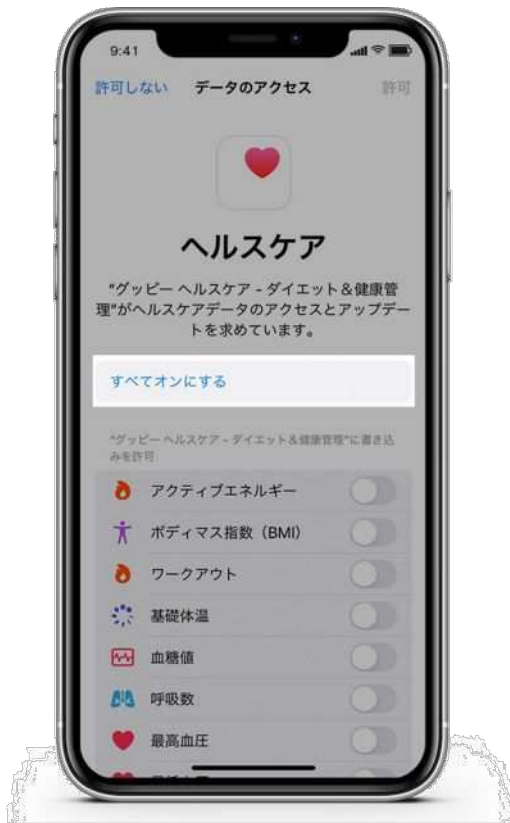 9:41
許可しない データのアクセス 許可
ヘルスケア
"グッピー ヘルスケア - ダイエット＆健康管
理"がヘルスケアデータのアクセスとアップデー
トを求めています。
すべてオンにする
"グッピー ヘルスケア - ダイエット＆健康管理"に書き込
みを許可
アクティブエネルギー
ボディマス指数（BMI）
ワークアウト
基礎体温
血糖値
呼吸数
最高血圧